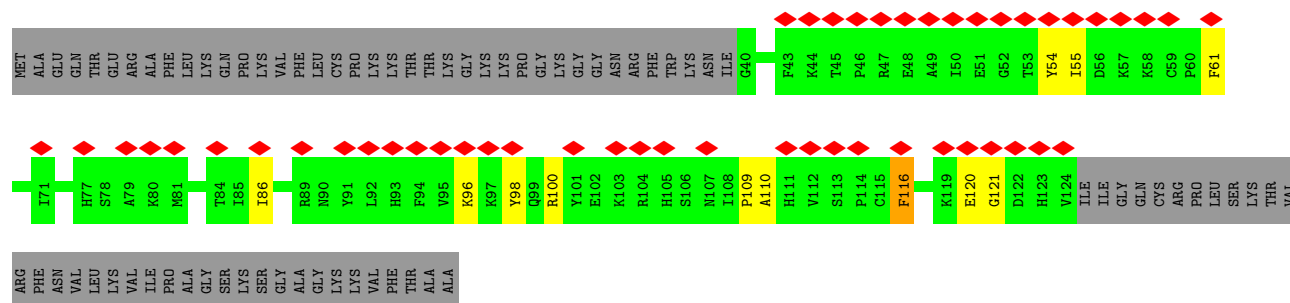 MET ALA GLU GLN THR GLU ARG ALA PHE LEU LYS GLN PRO LYS VAL PHE LEU CYS PRO LYS LYS THR THR LYS GLY LYS LYS PRO GLY LYS GLY GLY ASN ARG PHE TRP LYS ASN ILE G40 F43 K44 T45 P46 R47 E48 A49 I50 E51 G52 T53 Y54 I55 D56 K57 K58 C59 P60 F61
I71 H77 S78 A79 K80 M81 T84 I85 I86 R89 N90 Y91 L92 H93 F94 V95 K96 K97 Y98 Q99 R100 Y101 E102 K103 R104 H105 S106 N107 I108 P109 A110 H111 V112 S113 P114 C115 F116 K119 E120 G121 D122 H123 V124 ILE ILE GLY GLN CYS ARG PRO LEU SER LYS THR VAL
ARG PHE ASN VAL LEU LYS VAL ILE PRO ALA GLY SER LYS SER GLY ALA GLY LYS LYS VAL PHE THR ALA ALA